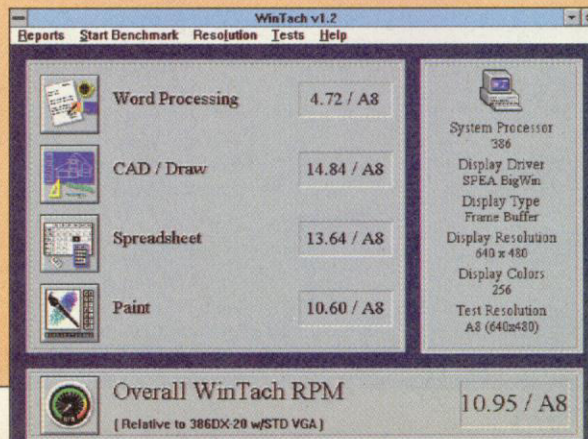 WinTach v1.2
Reports Start Benchmark Resolution Tests Help
Word Processing 4.72 / A8
CAD / Draw 14.84 / A8
Spreadsheet 13.64 / A8
Paint 10.60 / A8
System Processor
386
Display Driver
SPEA BigWin
Display Type
Frame Buffer
Display Resolution
640 x 480
Display Colors
256
Test Resolution
A8 (640x480)
Overall WinTach RPM 10.95 / A8
[ Relative to 386DX-20 w/STD VGA ]